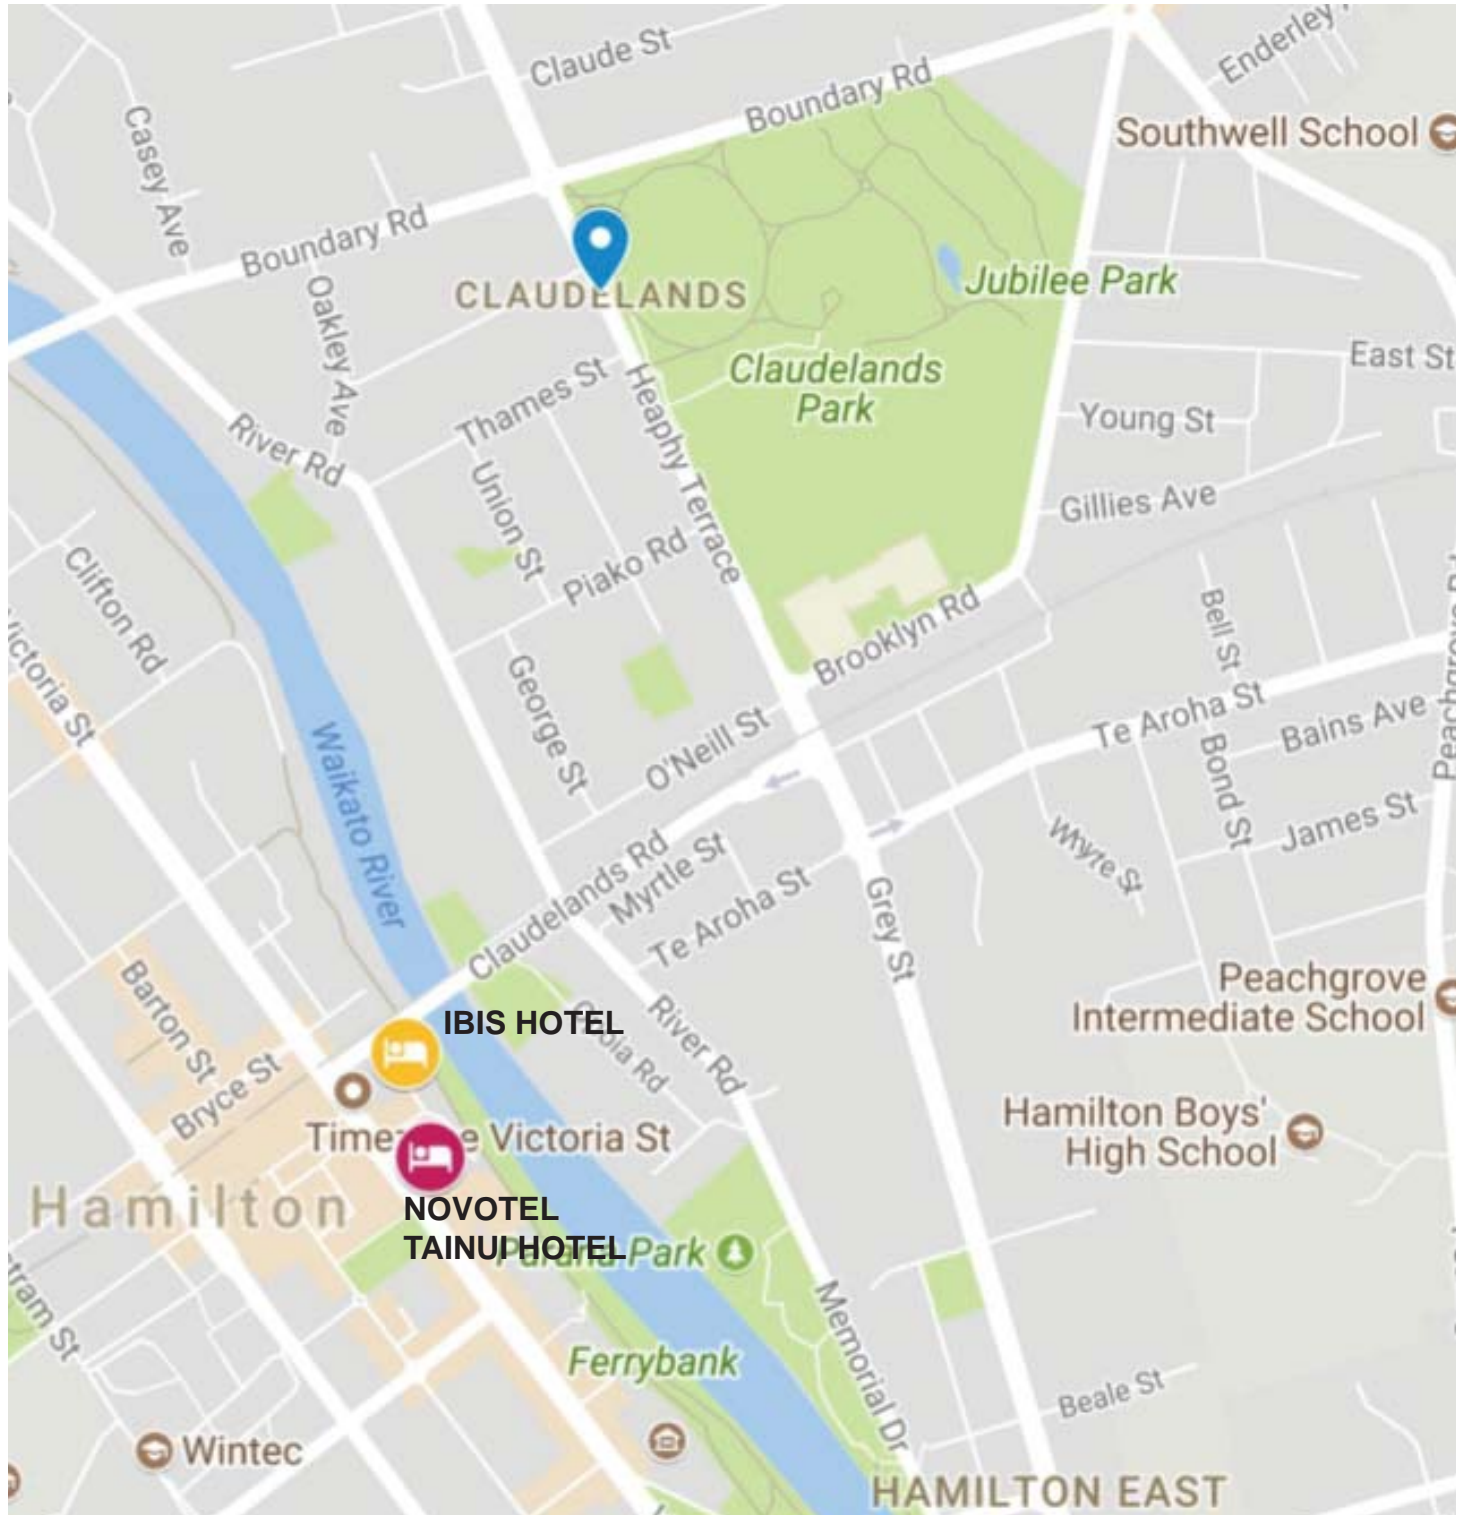 Claude St
Enderley
Boundary Rd
Southwell School
Casey Ave
Boundary Rd
CLAUDELANDS
Jubilee Park
Oakley Ave
East St
Claudelands
Park
Thames St
Heaphy Terrace
Young St
River Rd
Union St
Gillies Ave
Piako Rd
Clifton Rd
Bell St
Brooklyn Rd
Victoria St
George St
Te Aroha St
Peachgrove Rd
Bains Ave
O'Neill St
Waikato River
Bond St
James St
Whyte St
Claudelands Rd
Myrtle St
Te Aroha St
Grey St
Barton St
Peachgrove
Intermediate School
IBIS HOTEL
River Rd
Bryce St
Hamilton Boys'
High School
Victoria St
Hamilton
NOVOTEL
TAINUI HOTEL
Parana Park
Memorial Dr
Ferrybank
Beale St
Wintec
HAMILTON EAST